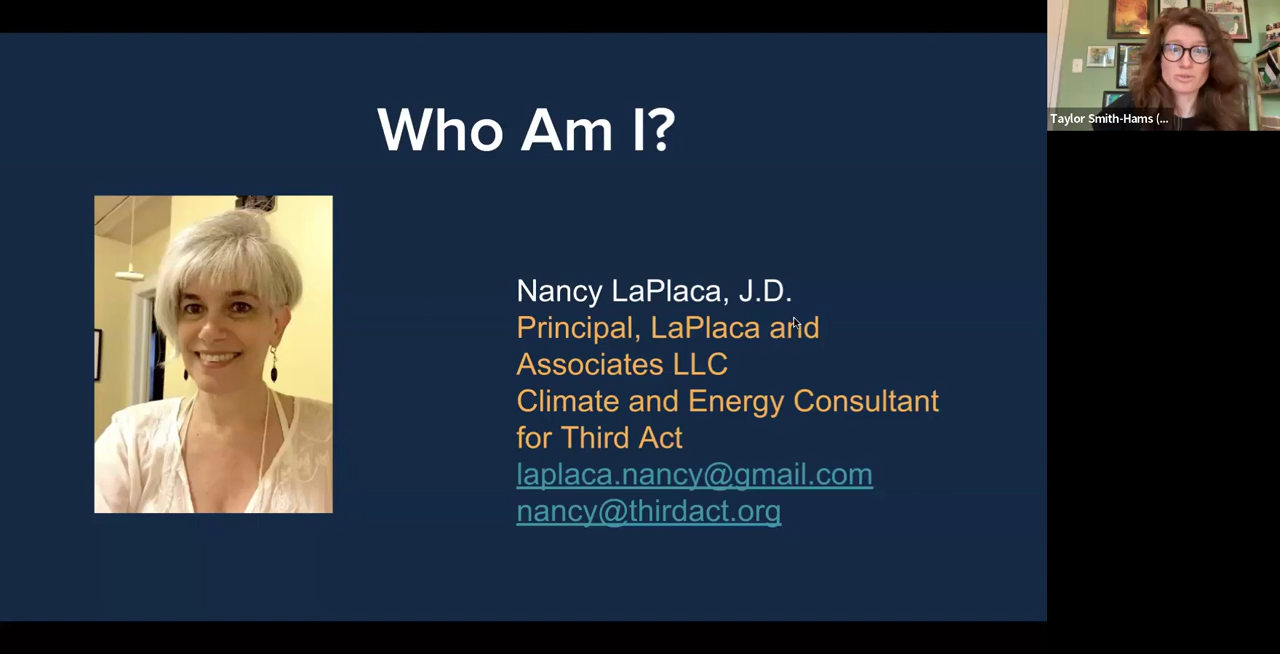 Who Am I?
Nancy LaPlaca, J.D.
Principal, LaPlaca and
Associates LLC
Climate and Energy Consultant
for Third Act
laplaca.nancy@gmail.com
nancy@thirdact.org
Taylor Smith-Hams (...